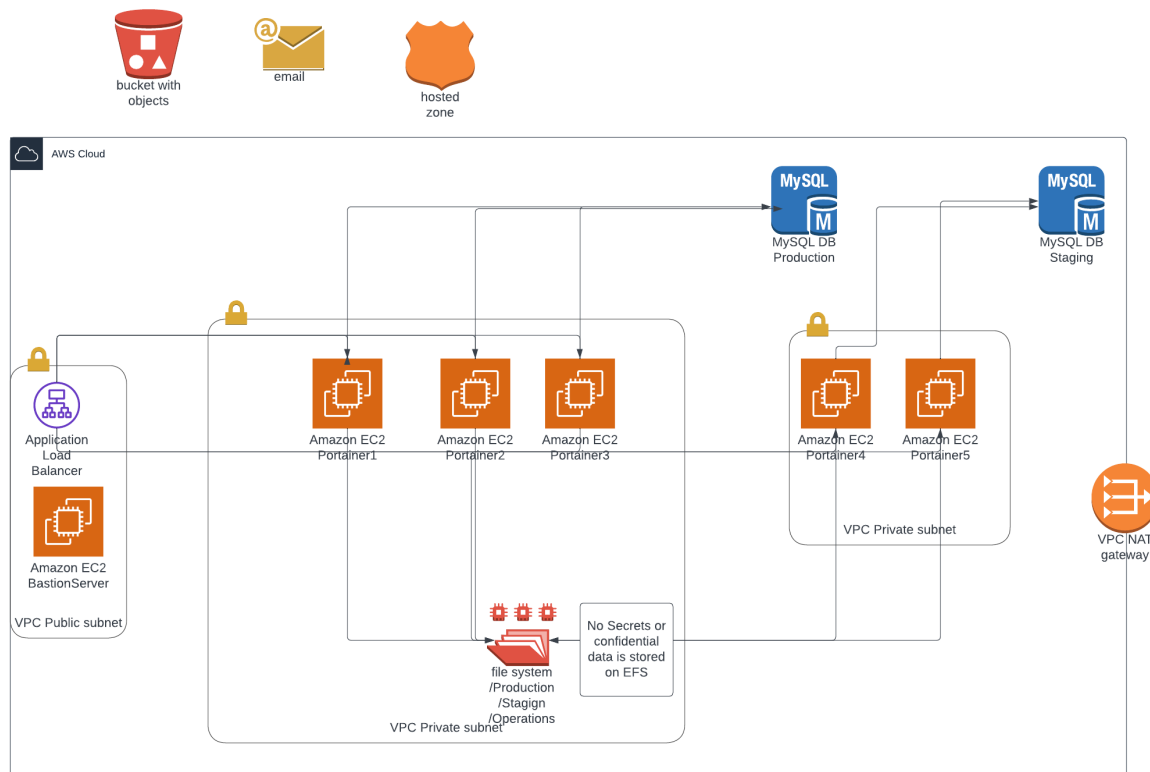 bucket with
objects
email
hosted
zone
AWS Cloud
MySQL
M
MySQL DB
Production
MySQL
M
MySQL DB
Staging
Application
Load
Balancer
Amazon EC2
BastionServer
VPC Public subnet
Amazon EC2
Portainer1
Amazon EC2
Portainer2
Amazon EC2
Portainer3
Amazon EC2
Portainer4
Amazon EC2
Portainer5
VPC Private subnet
VPC NAT
gateway
file system
/Production
/Stagign
/Operations
No Secrets or
confidential
data is stored
on EFS
VPC Private subnet